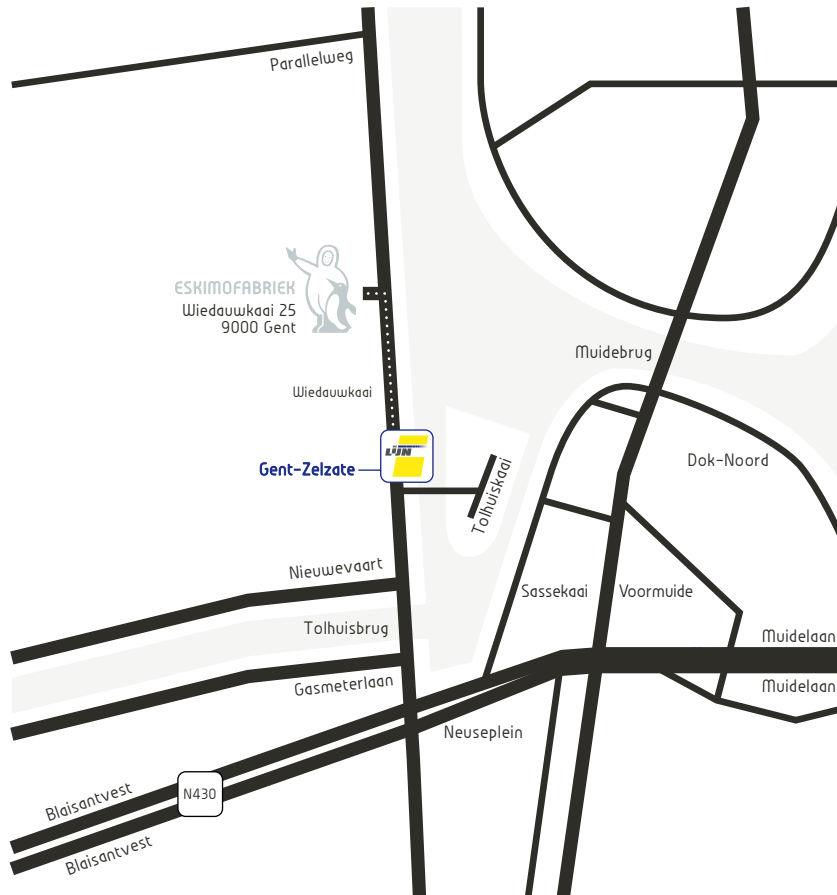 Parallelweg
ESKIMOFABRIEK
Wiedauwkaai 25
9000 Gent
Muidebrug
Wiedauwkaai
LIJN
Gent-Zelzate
Dok-Noord
Tolhuiskaai
Nieuwevaart
Sassekaai
Voormuide
Tolhuisbrug
Muidelaan
Gasmeterlaan
Muidelaan
Neuseplein
N430
Blaisantvest
Blaisantvest